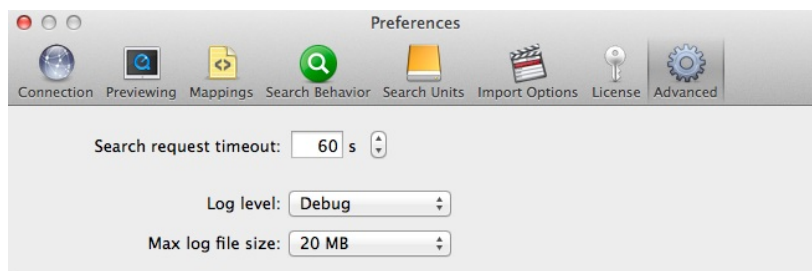 Preferences
Connection Previewing Mappings Search Behavior Search Units Import Options License Advanced
Search request timeout: 60 s
Log level: Debug
Max log file size: 20 MB